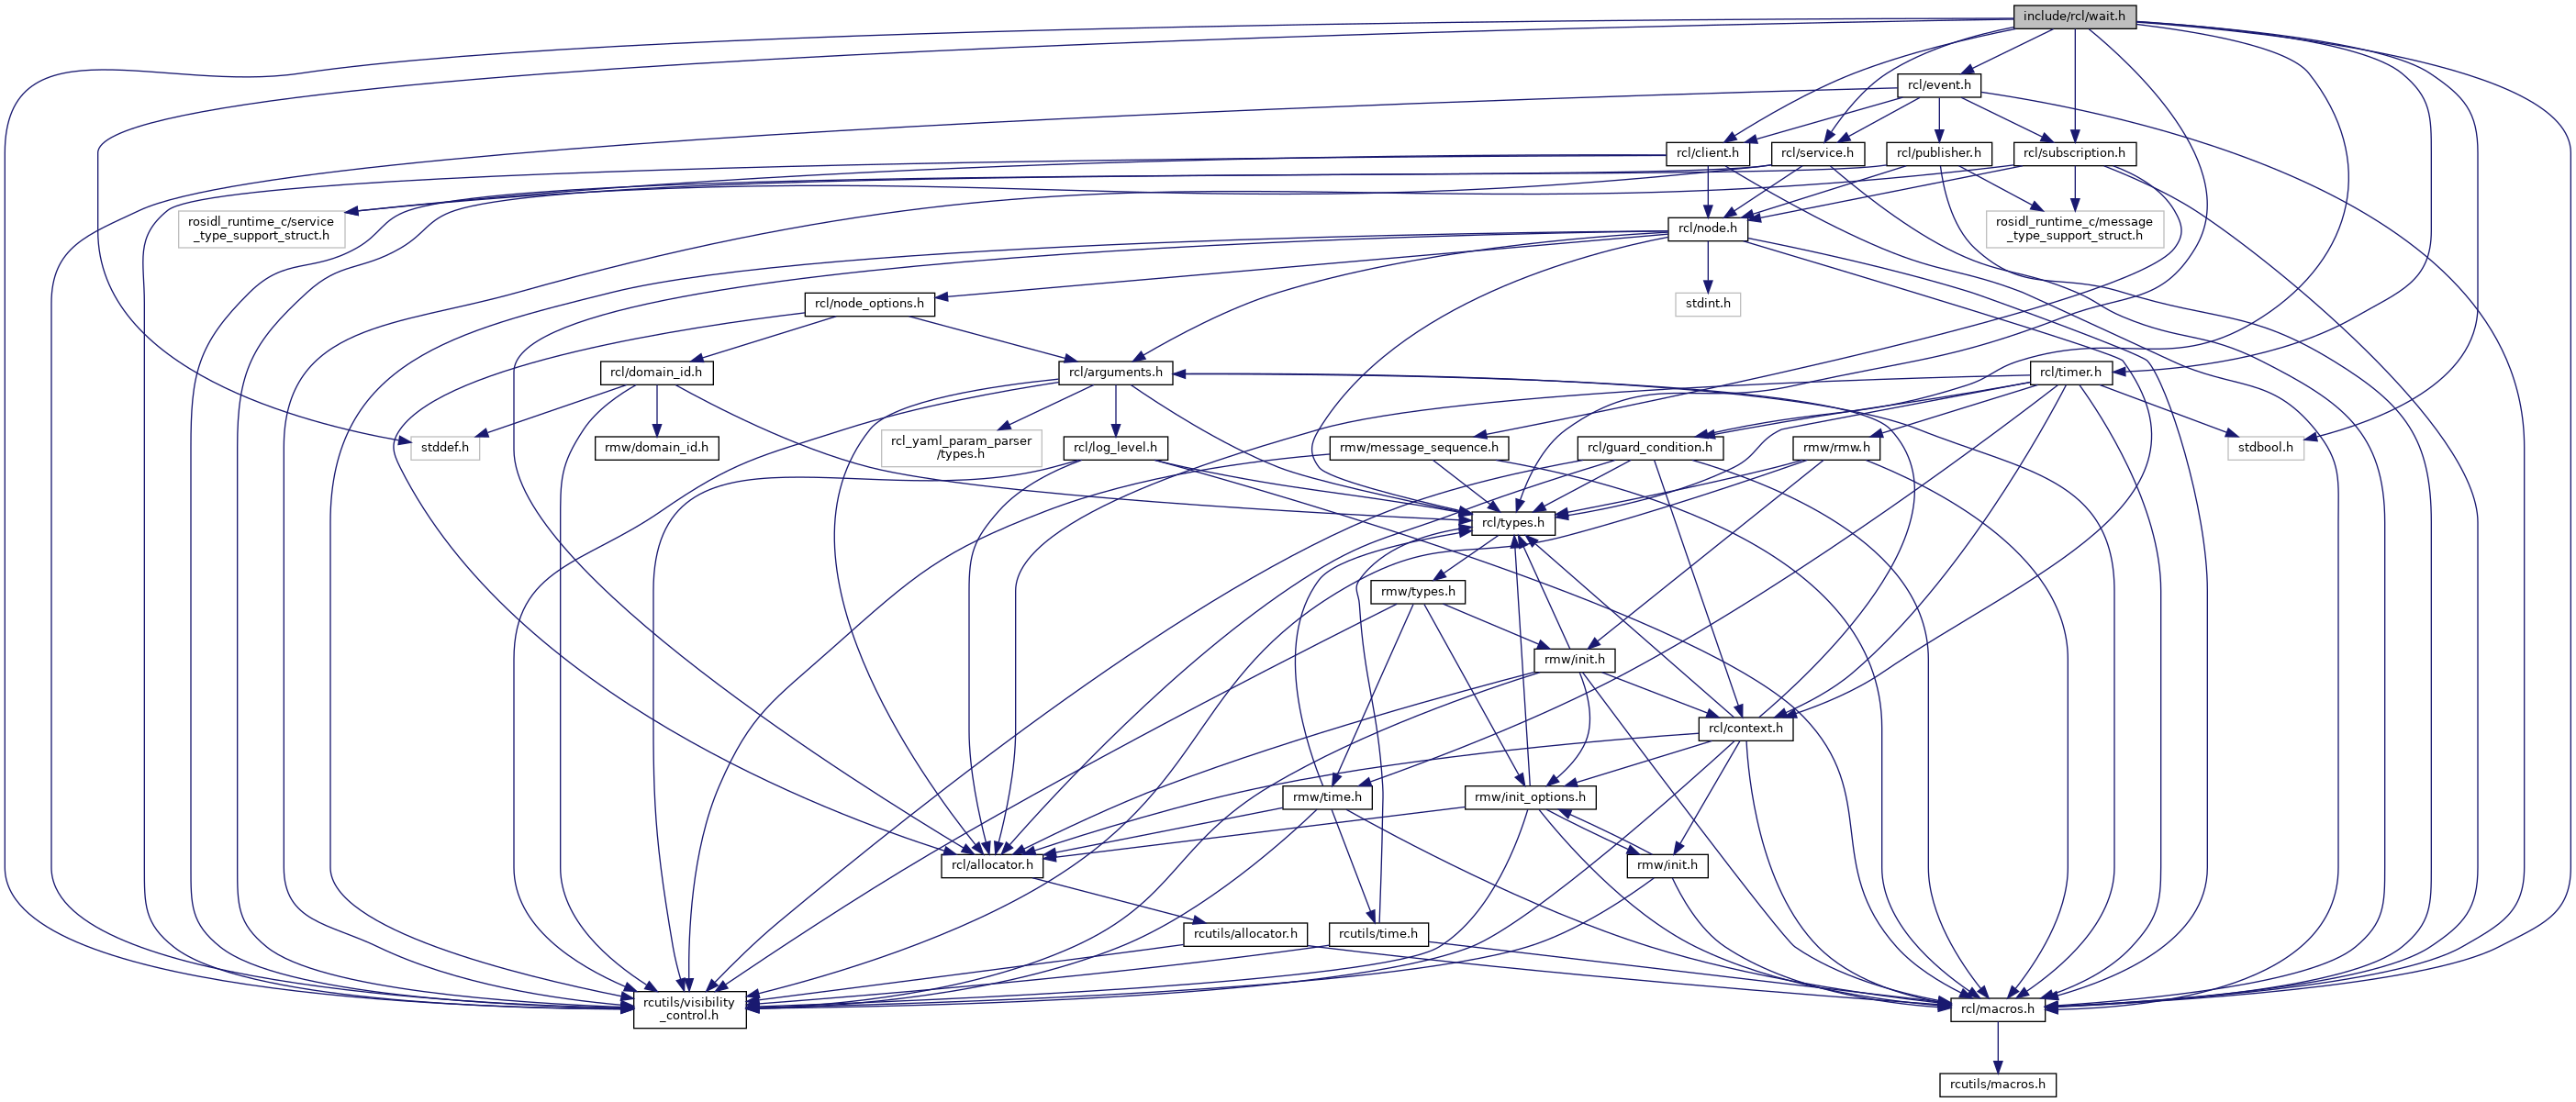 include/rcl/wait.h
rcl/event.h
rcl/client.h
rcl/service.h
rcl/publisher.h
rcl/subscription.h
rosidl_runtime_c/service
_type_support_struct.h
rcl/node.h
rosidl_runtime_c/message
_type_support_struct.h
rcl/node_options.h
stdint.h
rcl/domain_id.h
rcl/arguments.h
rcl/timer.h
stddef.h
rmw/domain_id.h
rcl_yaml_param_parser
/types.h
rcl/log_level.h
rmw/message_sequence.h
rcl/guard_condition.h
rmw/rmw.h
stdbool.h
rcl/types.h
rmw/types.h
rmw/init.h
rcl/context.h
rmw/time.h
rmw/init_options.h
rcl/allocator.h
rmw/init.h
rcutils/allocator.h
rcutils/time.h
rcutils/visibility
_control.h
rcl/macros.h
rcutils/macros.h